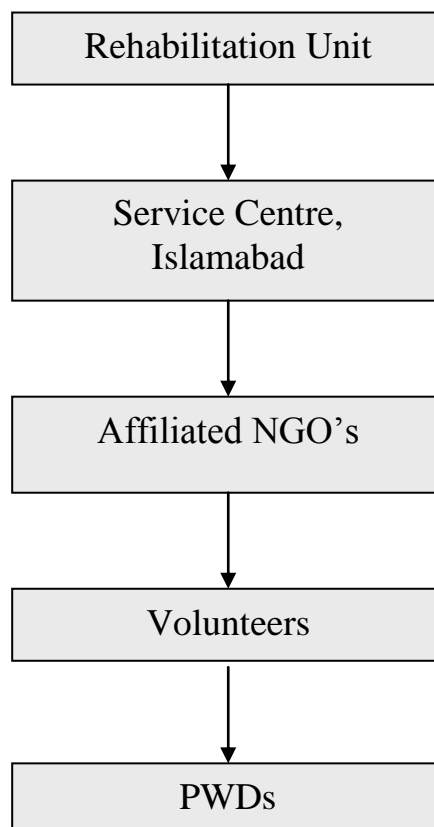 Rehabilitation Unit
Service Centre,
Islamabad
Affiliated NGO’s
Volunteers
PWDs